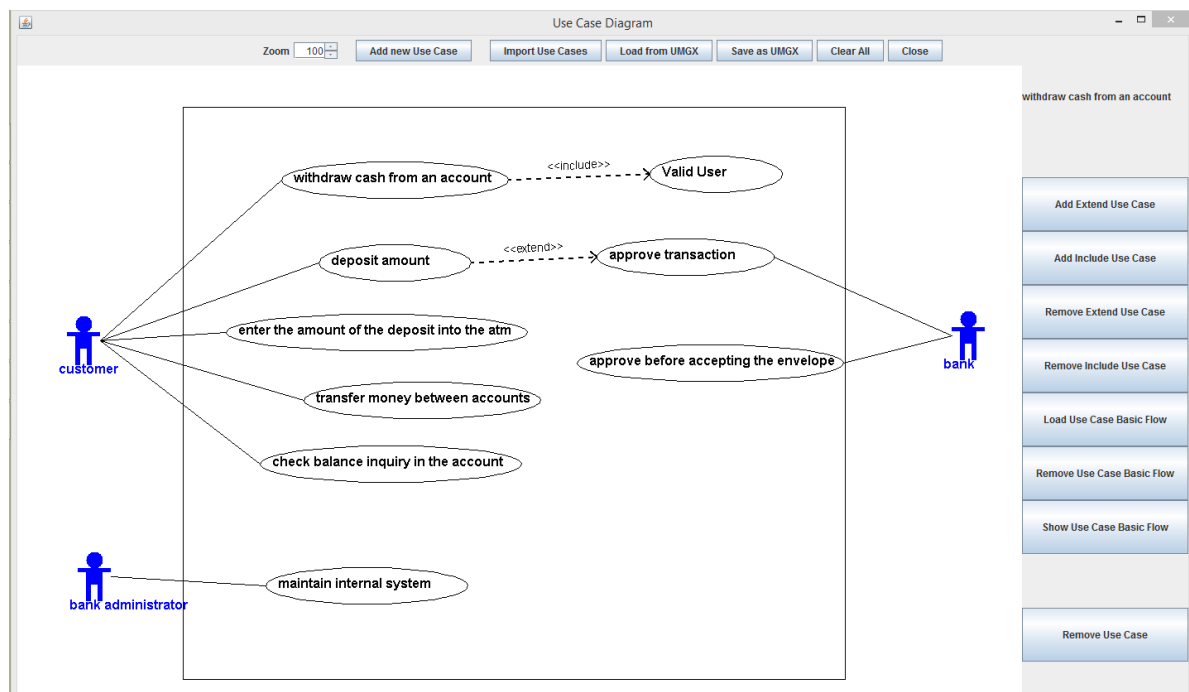 Use Case Diagram
Zoom 100 Add new Use Case Import Use Cases Load from UMGX Save as UMGX Clear All Close
withdraw cash from an account
withdraw cash from an account
<<include>>
Valid User
Add Extend Use Case
deposit amount
<<extend>>
approve transaction
Add Include Use Case
Remove Extend Use Case
enter the amount of the deposit into the atm
customer
approve before accepting the envelope
bank
Remove Include Use Case
transfer money between accounts
Load Use Case Basic Flow
check balance inquiry in the account
Remove Use Case Basic Flow
Show Use Case Basic Flow
maintain internal system
bank administrator
Remove Use Case